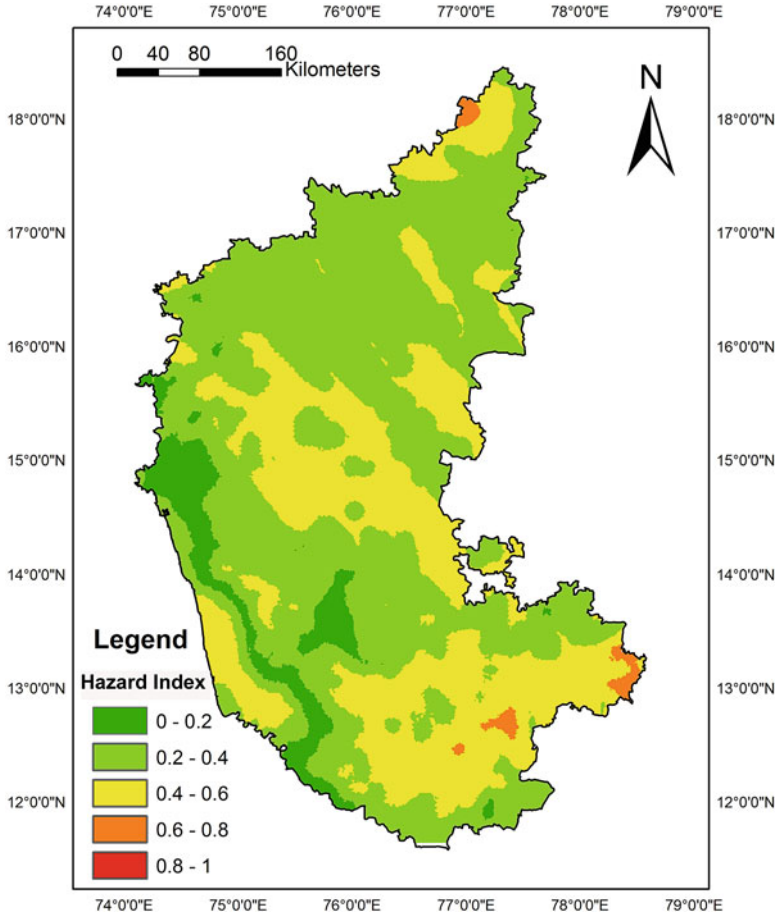 74°0'0"E 75°0'0"E 76°0'0"E 77°0'0"E 78°0'0"E 79°0'0"E
0 40 80 160
Kilometers
N
18°0'0"N 18°0'0"N
17°0'0"N 17°0'0"N
16°0'0"N 16°0'0"N
15°0'0"N 15°0'0"N
14°0'0"N 14°0'0"N
Legend
Hazard Index
13°0'0"N 13°0'0"N
0 - 0.2
0.2 - 0.4
0.4 - 0.6
12°0'0"N 12°0'0"N
0.6 - 0.8
0.8 - 1
74°0'0"E 75°0'0"E 76°0'0"E 77°0'0"E 78°0'0"E 79°0'0"E